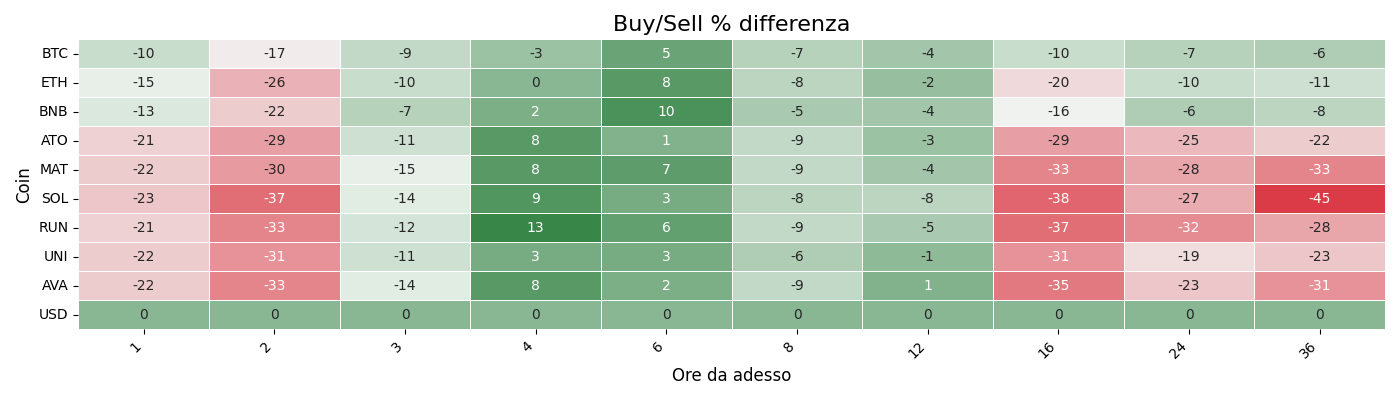 Buy/Sell % differenza
Coin
BTC -10 -17 -9 -3 5 -7 -4 -10 -7 -6
ETH -15 -26 -10 0 8 -8 -2 -20 -10 -11
BNB -13 -22 -7 2 10 -5 -4 -16 -6 -8
ATO -21 -29 -11 8 1 -9 -3 -29 -25 -22
MAT -22 -30 -15 8 7 -9 -4 -33 -28 -33
SOL -23 -37 -14 9 3 -8 -8 -38 -27 -45
RUN -21 -33 -12 13 6 -9 -5 -37 -32 -28
UNI -22 -31 -11 3 3 -6 -1 -31 -19 -23
AVA -22 -33 -14 8 2 -9 1 -35 -23 -31
USD 0 0 0 0 0 0 0 0 0 0
1 2 3 4 6 8 12 16 24 36
Ore da adesso